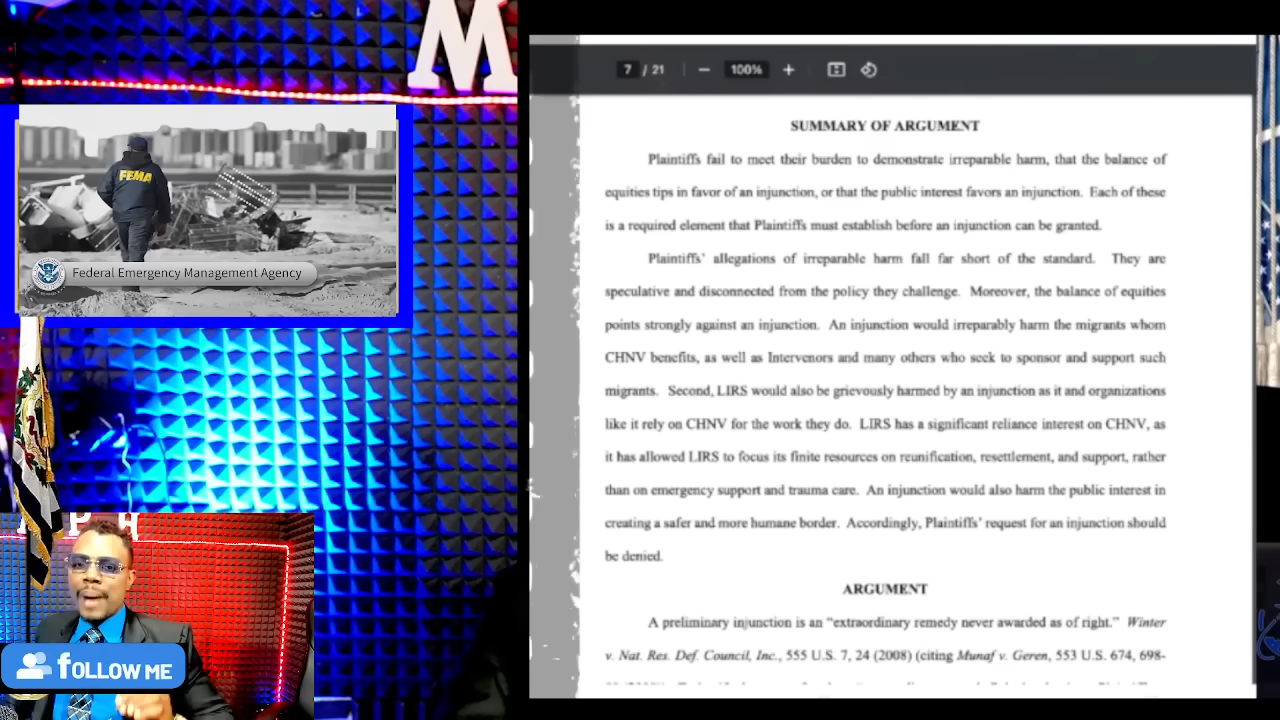 M
FEMA
Federal Emergency Management Agency
FOLLOW ME
7 / 21
100%
SUMMARY OF ARGUMENT
Plaintiffs fail to meet their burden to demonstrate irreparable harm, that the balance of
equities tips in favor of an injunction, or that the public interest favors an injunction. Each of these
is a required element that Plaintiffs must establish before an injunction can be granted.
Plaintiffs' allegations of irreparable harm fall far short of the standard. They are
speculative and disconnected from the policy they challenge. Moreover, the balance of equities
points strongly against an injunction. An injunction would irreparably harm the migrants whom
CHNV benefits, as well as Intervenors and many others who seek to sponsor and support such
migrants. Second, LIRS would also be grievously harmed by an injunction as it and organizations
like it rely on CHNV for the work they do. LIRS has a significant reliance interest on CHNV, as
it has allowed LIRS to focus its finite resources on reunification, resettlement, and support, rather
than on emergency support and trauma care. An injunction would also harm the public interest in
creating a safer and more humane border. Accordingly, Plaintiffs' request for an injunction should
be denied.
ARGUMENT
A preliminary injunction is an "extraordinary remedy never awarded as of right." Winter
v. Nat. Res. Def. Council, Inc., 555 U.S. 7, 24 (2008) (citing Munaf v. Geren, 553 U.S. 674, 698-